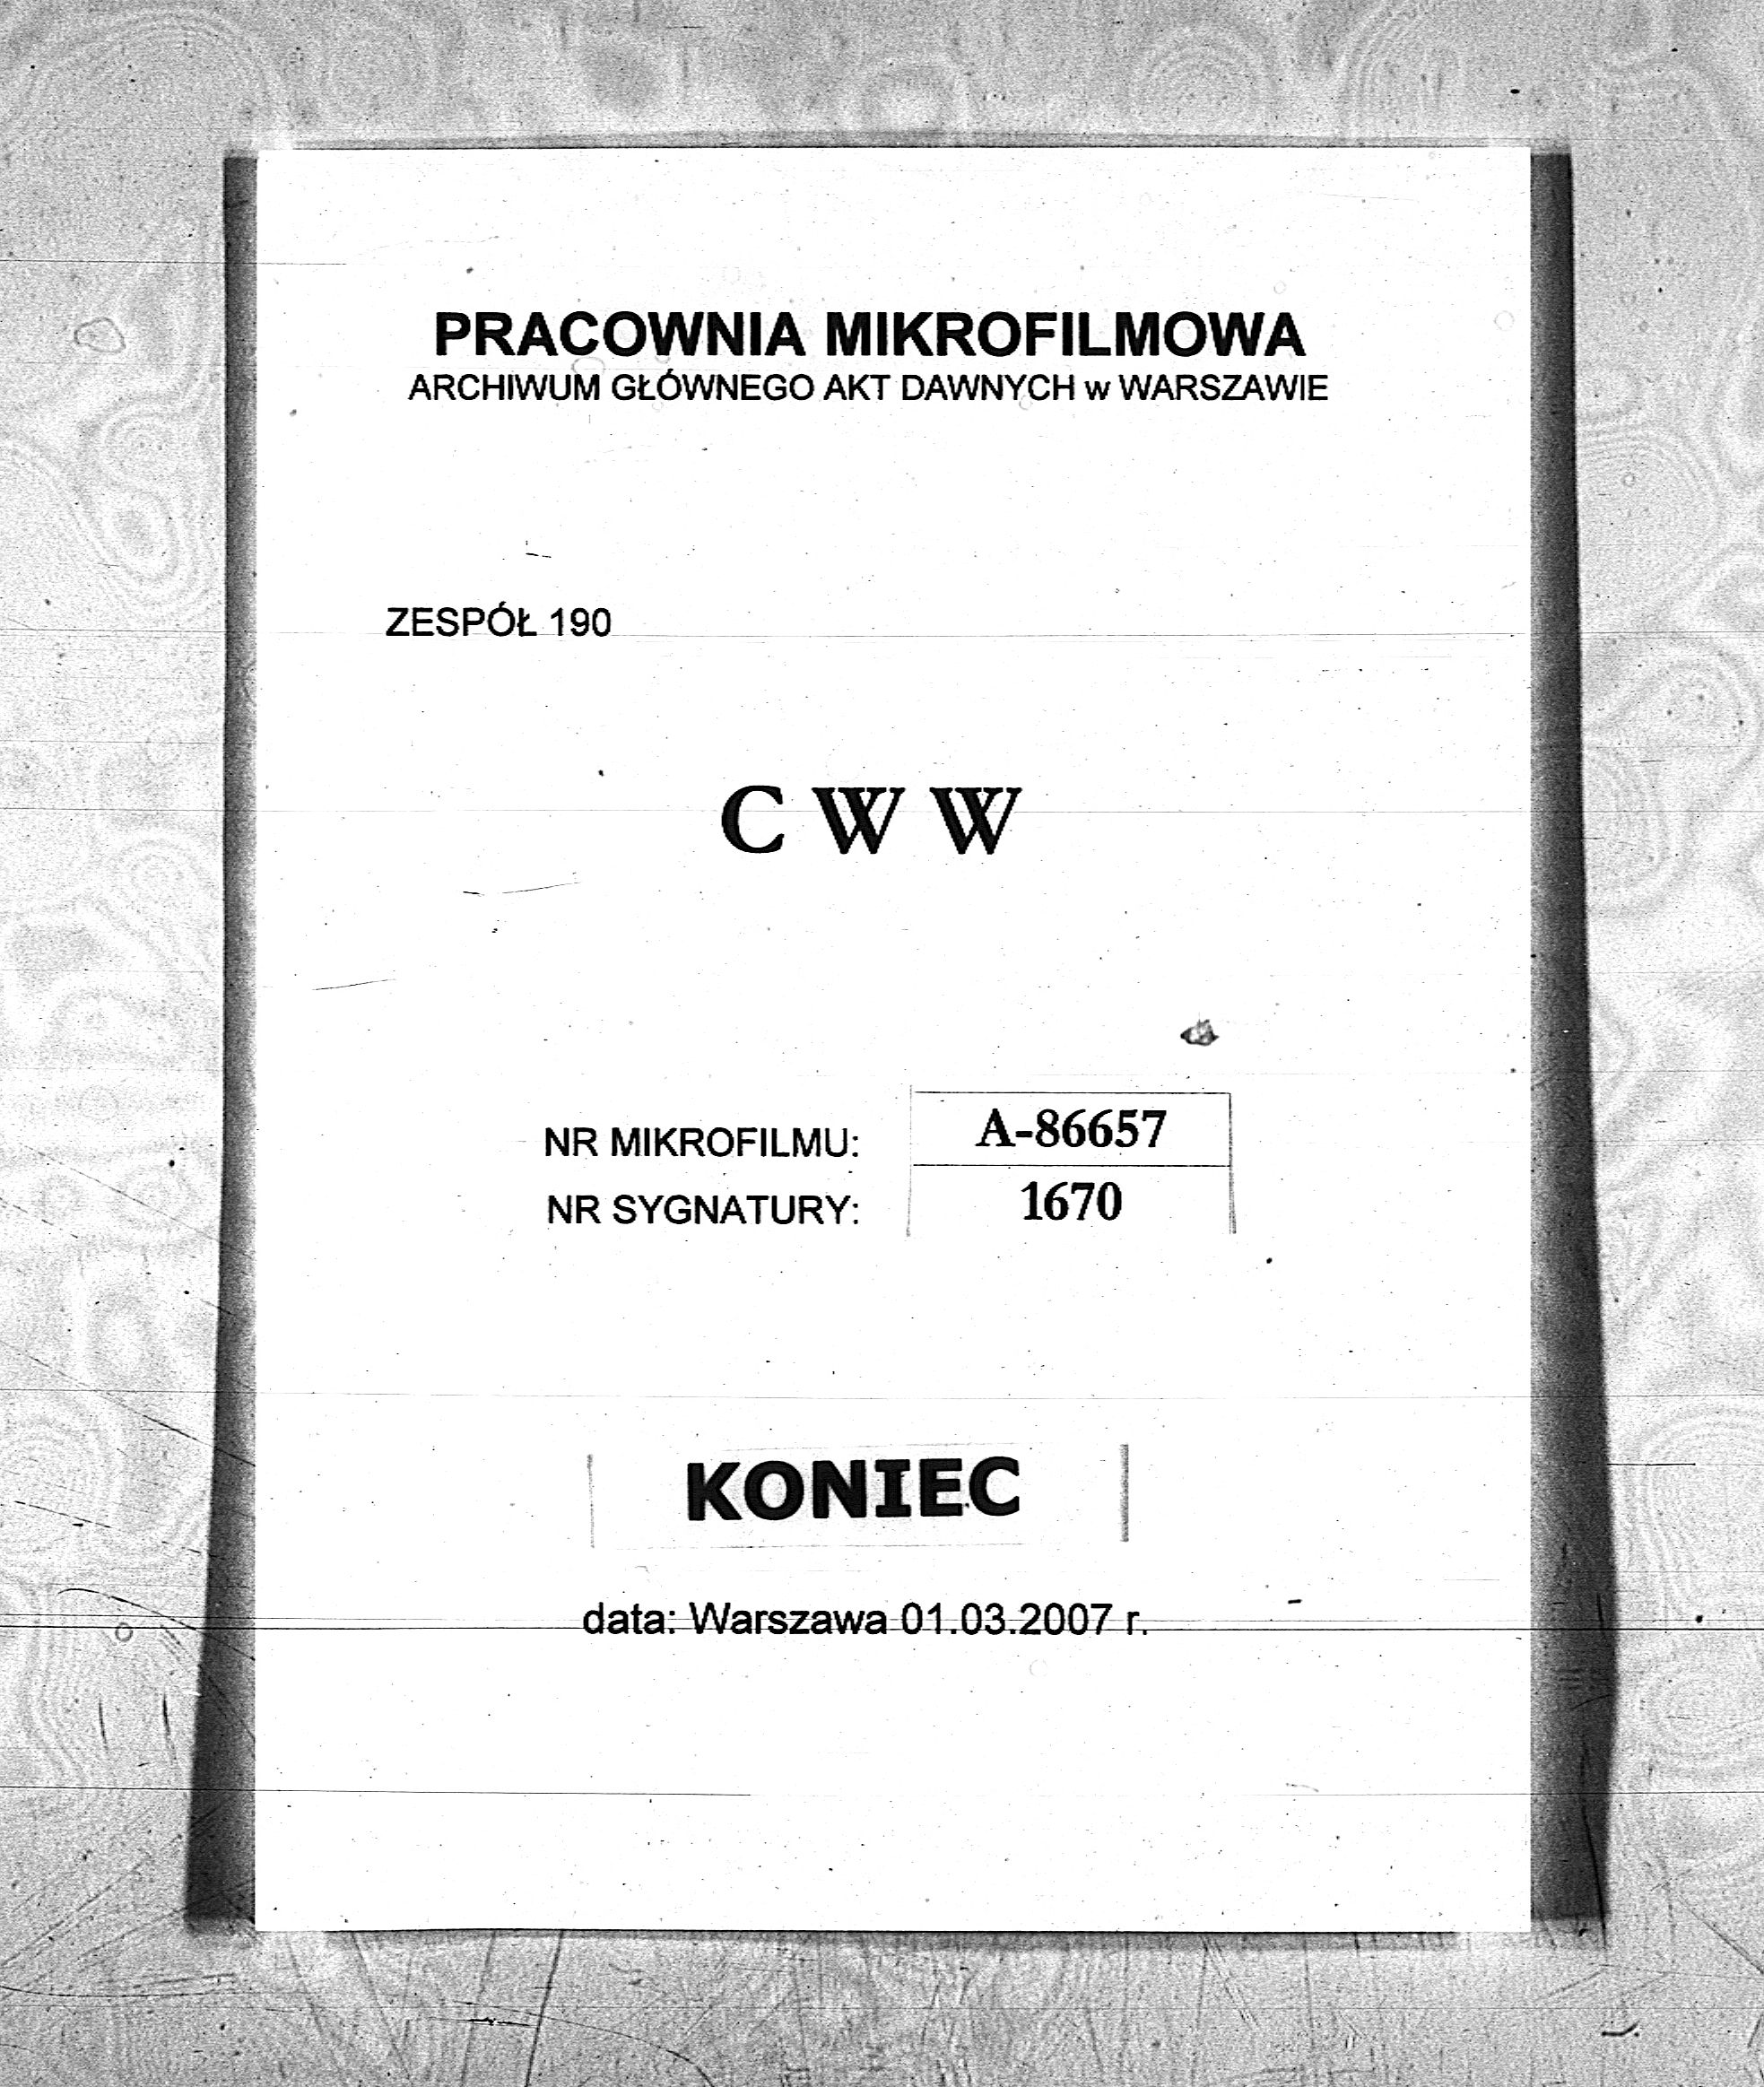 PRACOWNIA MIKROFILMOWA
ARCHIWUM GŁÓWNEGO AKT DAWNYCH w WARSZAWIE
ZESPÓŁ 190
C W W
NR MIKROFILMU: A-86657
NR SYGNATURY: 1670
KONIEC
data: Warszawa 01.03.2007 r.